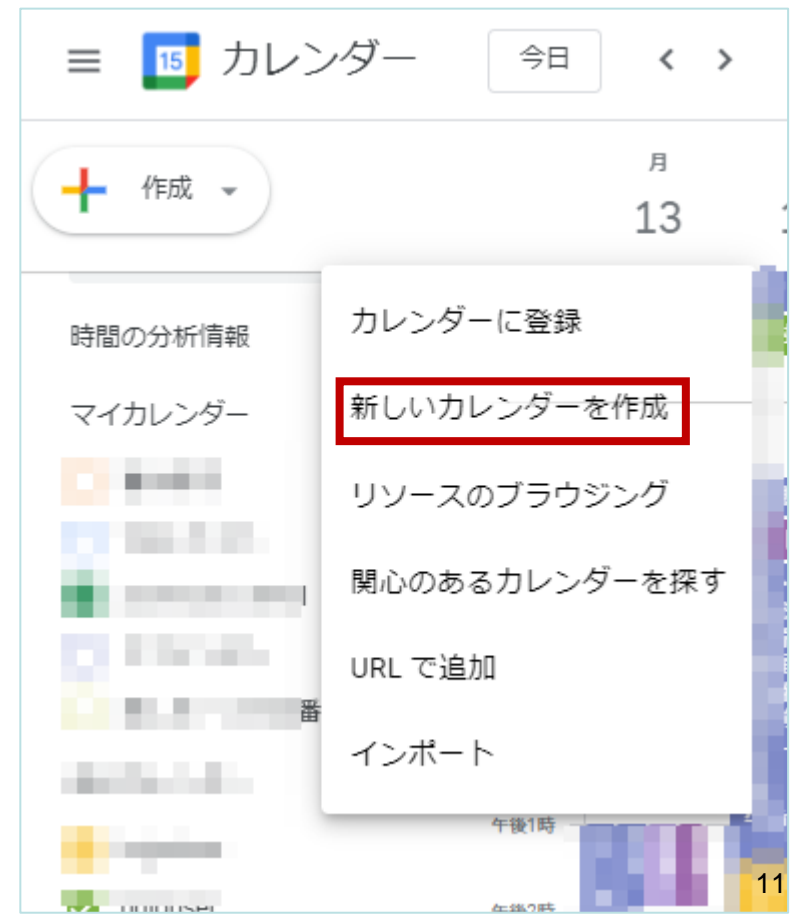 15 カレンダー 今日
作成
月
13
カレンダーに登録
時間の分析情報
新しいカレンダーを作成
マイカレンダー
リソースのブラウジング
関心のあるカレンダーを探す
URL で追加
番
インポート
午後1時
11
午後2時